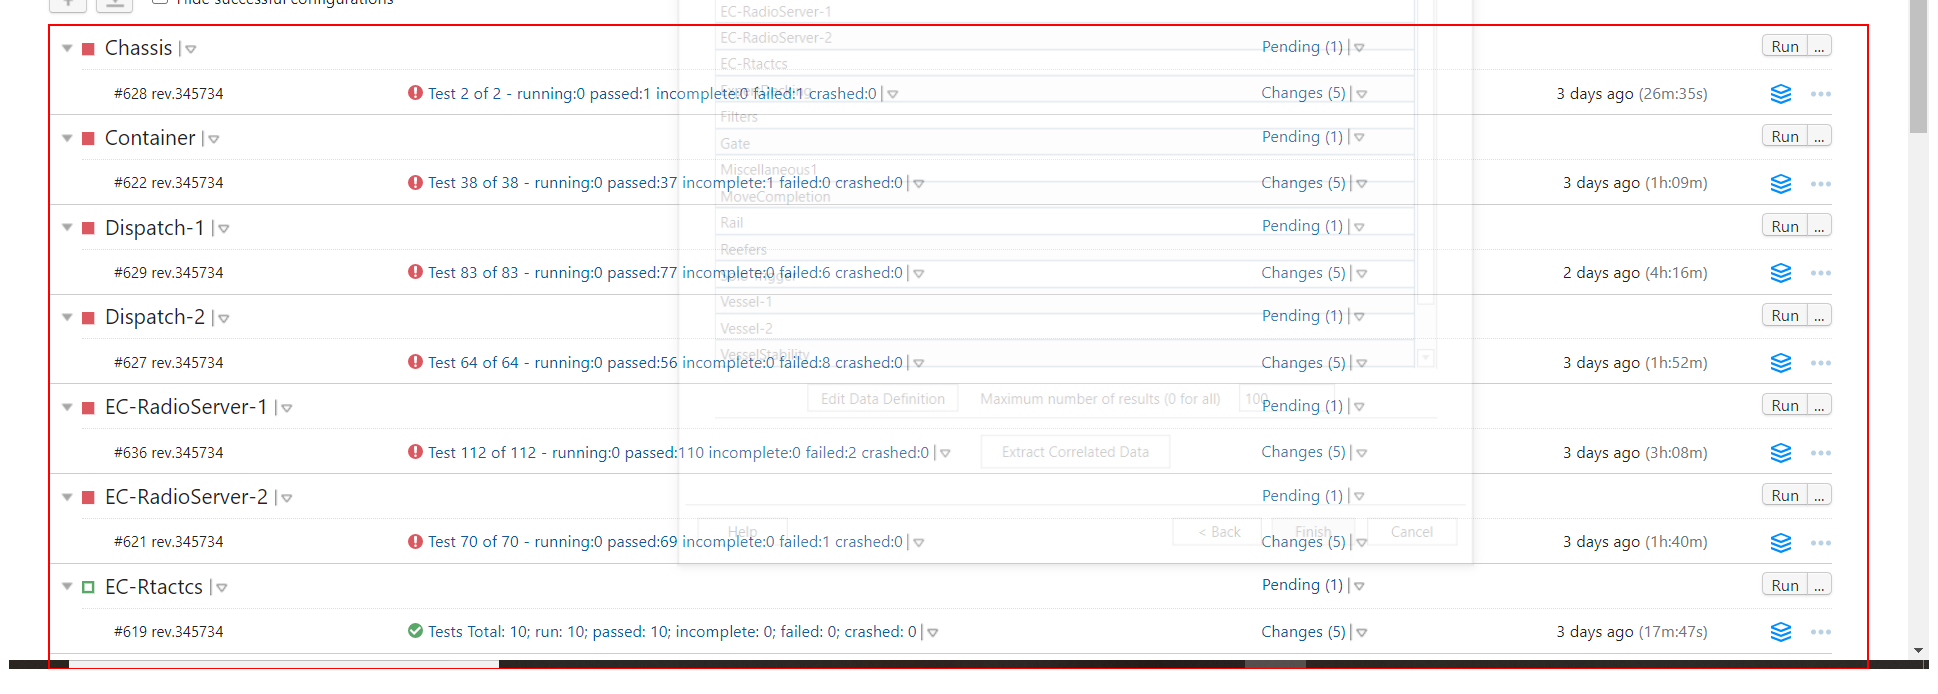 Hide successful configurations
EC-RadioServer-1
EC-RadioServer-2
Chassis Pending (1) Run ...
EC-Rtactcs
#628 rev.345734 Test 2 of 2 - running:0 passed:1 incomplete:0 failed:1 crashed:0 Changes (5) 3 days ago (26m:35s)
Filters
Container Pending (1) Run ...
Gate
Miscellaneous1
#622 rev.345734 Test 38 of 38 - running:0 passed:37 incomplete:1 failed:0 crashed:0 Changes (5) 3 days ago (1h:09m)
MoveCompletion
Rail
Dispatch-1 Pending (1) Run ...
Reefers
#629 rev.345734 Test 83 of 83 - running:0 passed:77 incomplete:0 failed:6 crashed:0 Changes (5) 2 days ago (4h:16m)
Vessel-1
Dispatch-2 Pending (1) Run ...
Vessel-2
VesselStability
#627 rev.345734 Test 64 of 64 - running:0 passed:56 incomplete:0 failed:8 crashed:0 Changes (5) 3 days ago (1h:52m)
Edit Data Definition Maximum number of results (0 for all) 100
EC-RadioServer-1 Pending (1) Run ...
#636 rev.345734 Test 112 of 112 - running:0 passed:110 incomplete:0 failed:2 crashed:0 Changes (5) 3 days ago (3h:08m)
Extract Correlated Data
EC-RadioServer-2 Pending (1) Run ...
Help < Back Finish Cancel
#621 rev.345734 Test 70 of 70 - running:0 passed:69 incomplete:0 failed:1 crashed:0 Changes (5) 3 days ago (1h:40m)
EC-Rtactcs Pending (1) Run ...
#619 rev.345734 Tests Total: 10; run: 10; passed: 10; incomplete: 0; failed: 0; crashed: 0 Changes (5) 3 days ago (17m:47s)